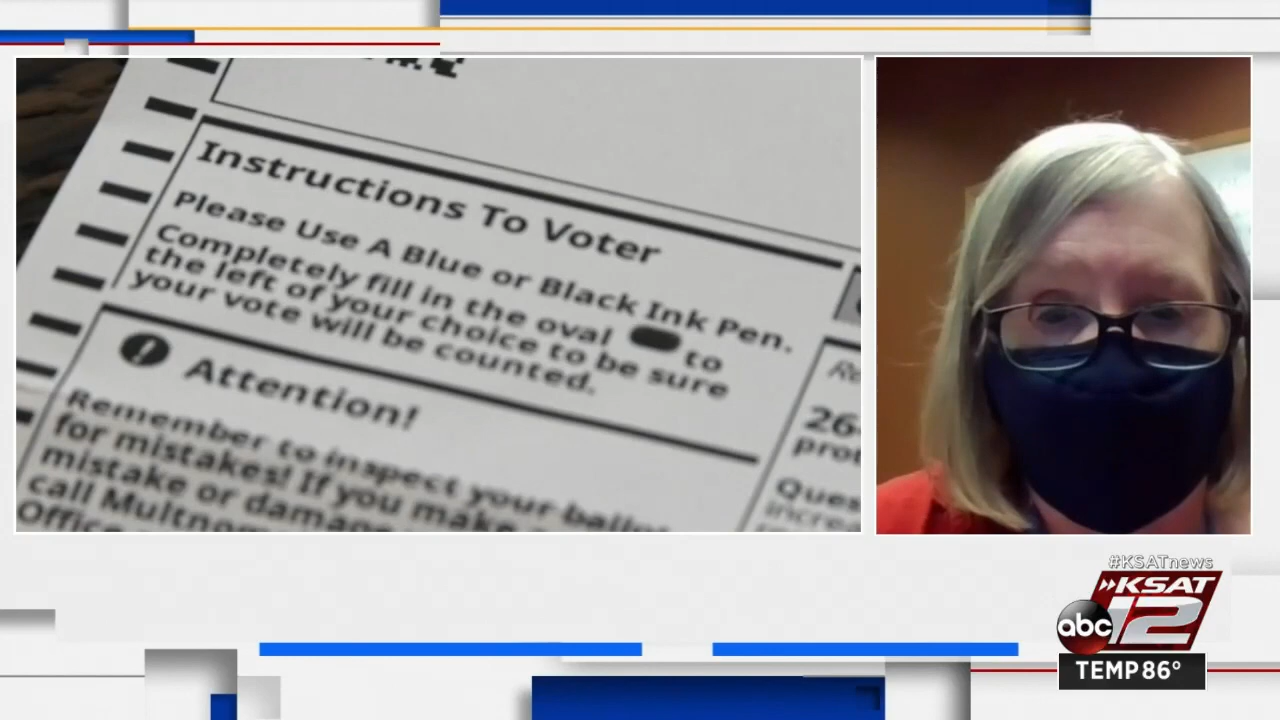 Instructions To Voter
Please Use A Blue or Black Ink Pen.
Completely fill in the oval to
the left of your choice to be sure
your vote will be counted.
Attention!
Remember to inspect your ballot
for mistakes! If you make
mistake or damage
call
Office
26-
Ques
#KSATnews
KSAT
abc 12
TEMP 86°